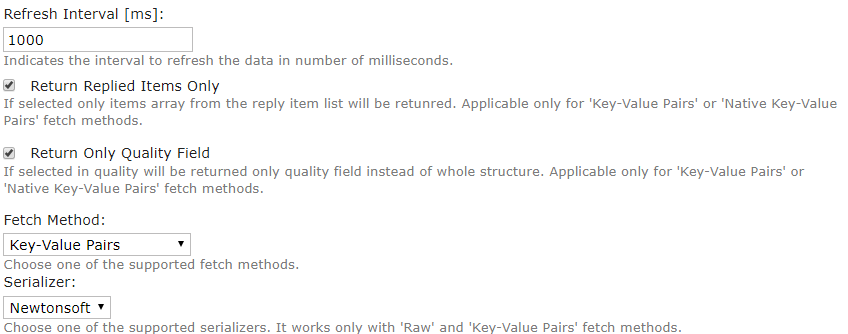 Refresh Interval [ms]:
1000
Indicates the interval to refresh the data in number of milliseconds.
Return Replied Items Only
If selected only items array from the reply item list will be retunred. Applicable only for 'Key-Value Pairs' or 'Native Key-Value
Pairs' fetch methods.
Return Only Quality Field
If selected in quality will be returned only quality field instead of whole structure. Applicable only for 'Key-Value Pairs' or
'Native Key-Value Pairs' fetch methods.
Fetch Method:
Key-Value Pairs
Choose one of the supported fetch methods.
Serializer:
Newtonsoft
Choose one of the supported serializers. It works only with 'Raw' and 'Key-Value Pairs' fetch methods.